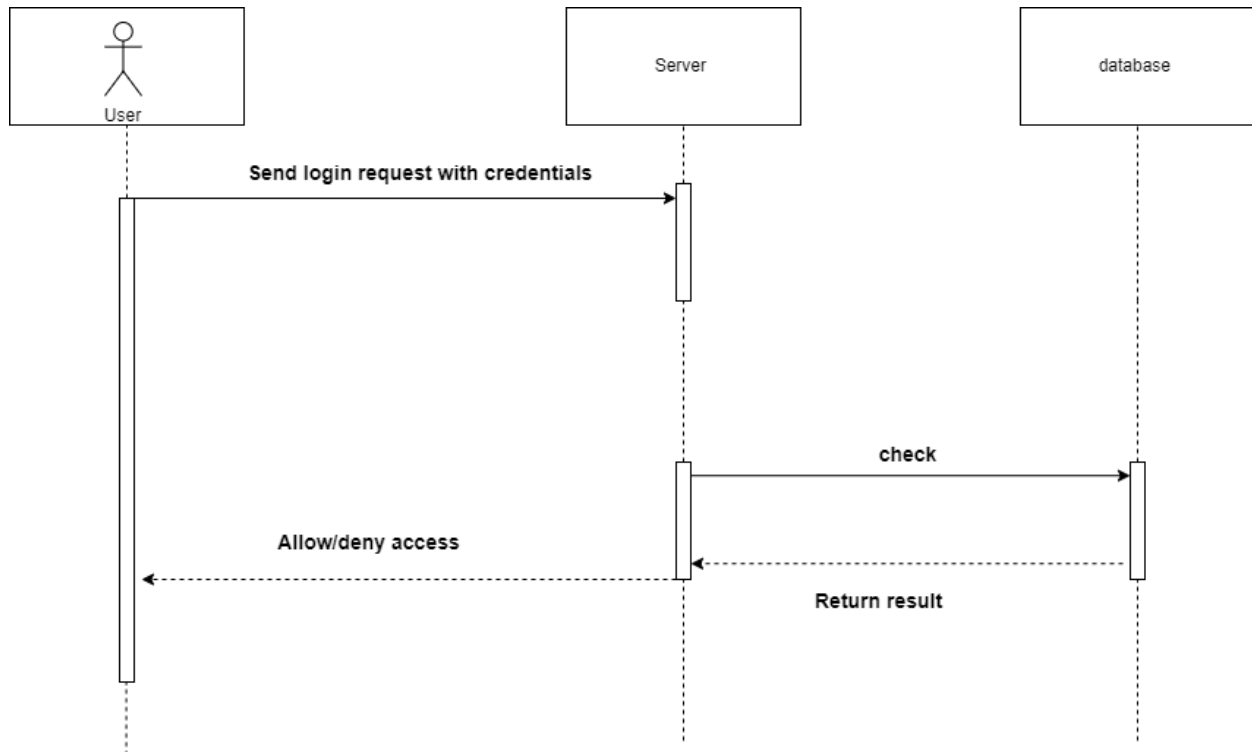 User
Server
database
Send login request with credentials
check
Allow/deny access
Return result